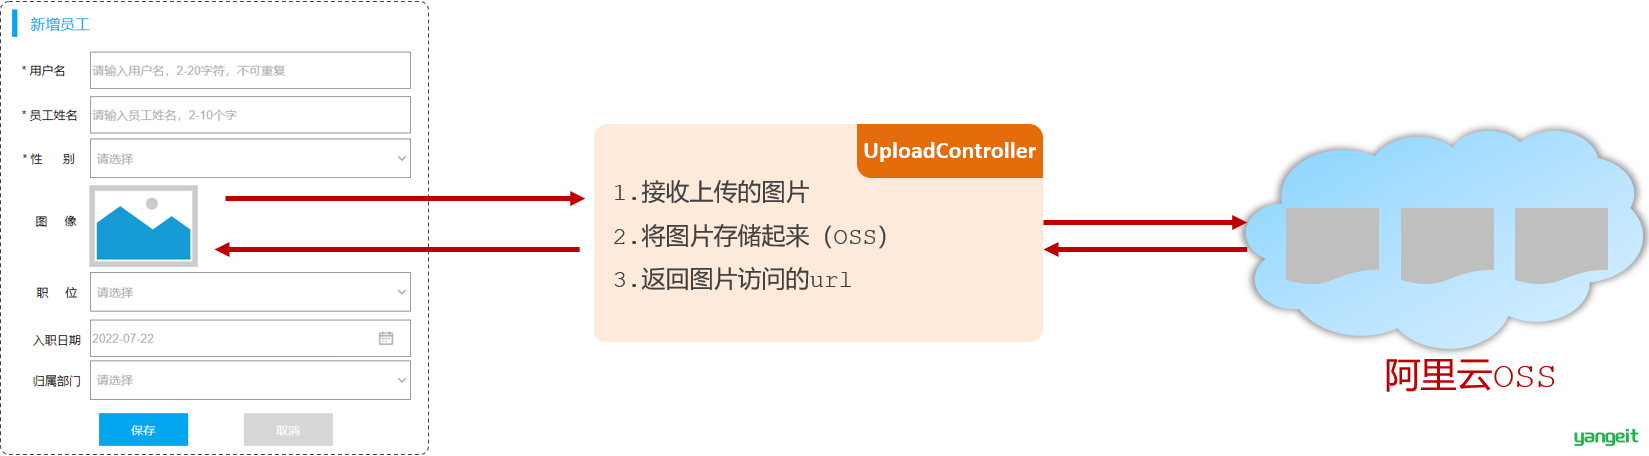 新增员工
* 用户名
请输入用户名，2-20字符，不可重复
* 员工姓名
请输入员工姓名，2-10个字
* 性 别
请选择
图 像
职 位
请选择
入职日期
2022-07-22
归属部门
请选择
保存
取消
UploadController
1.接收上传的图片
2.将图片存储起来（OSS）
3.返回图片访问的url
阿里云OSS
yangeit